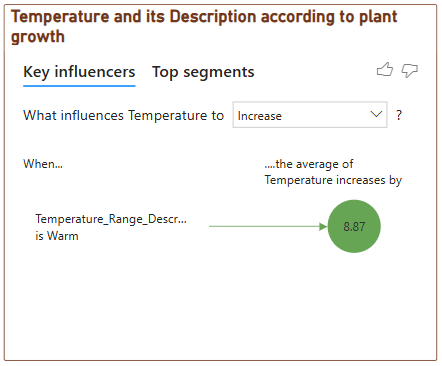 Temperature and its Description according to plant
growth
Key influencers Top segments
What influences Temperature to Increase ?
When...
....the average of
Temperature increases by
Temperature_Range_Descr...
is Warm
8.87